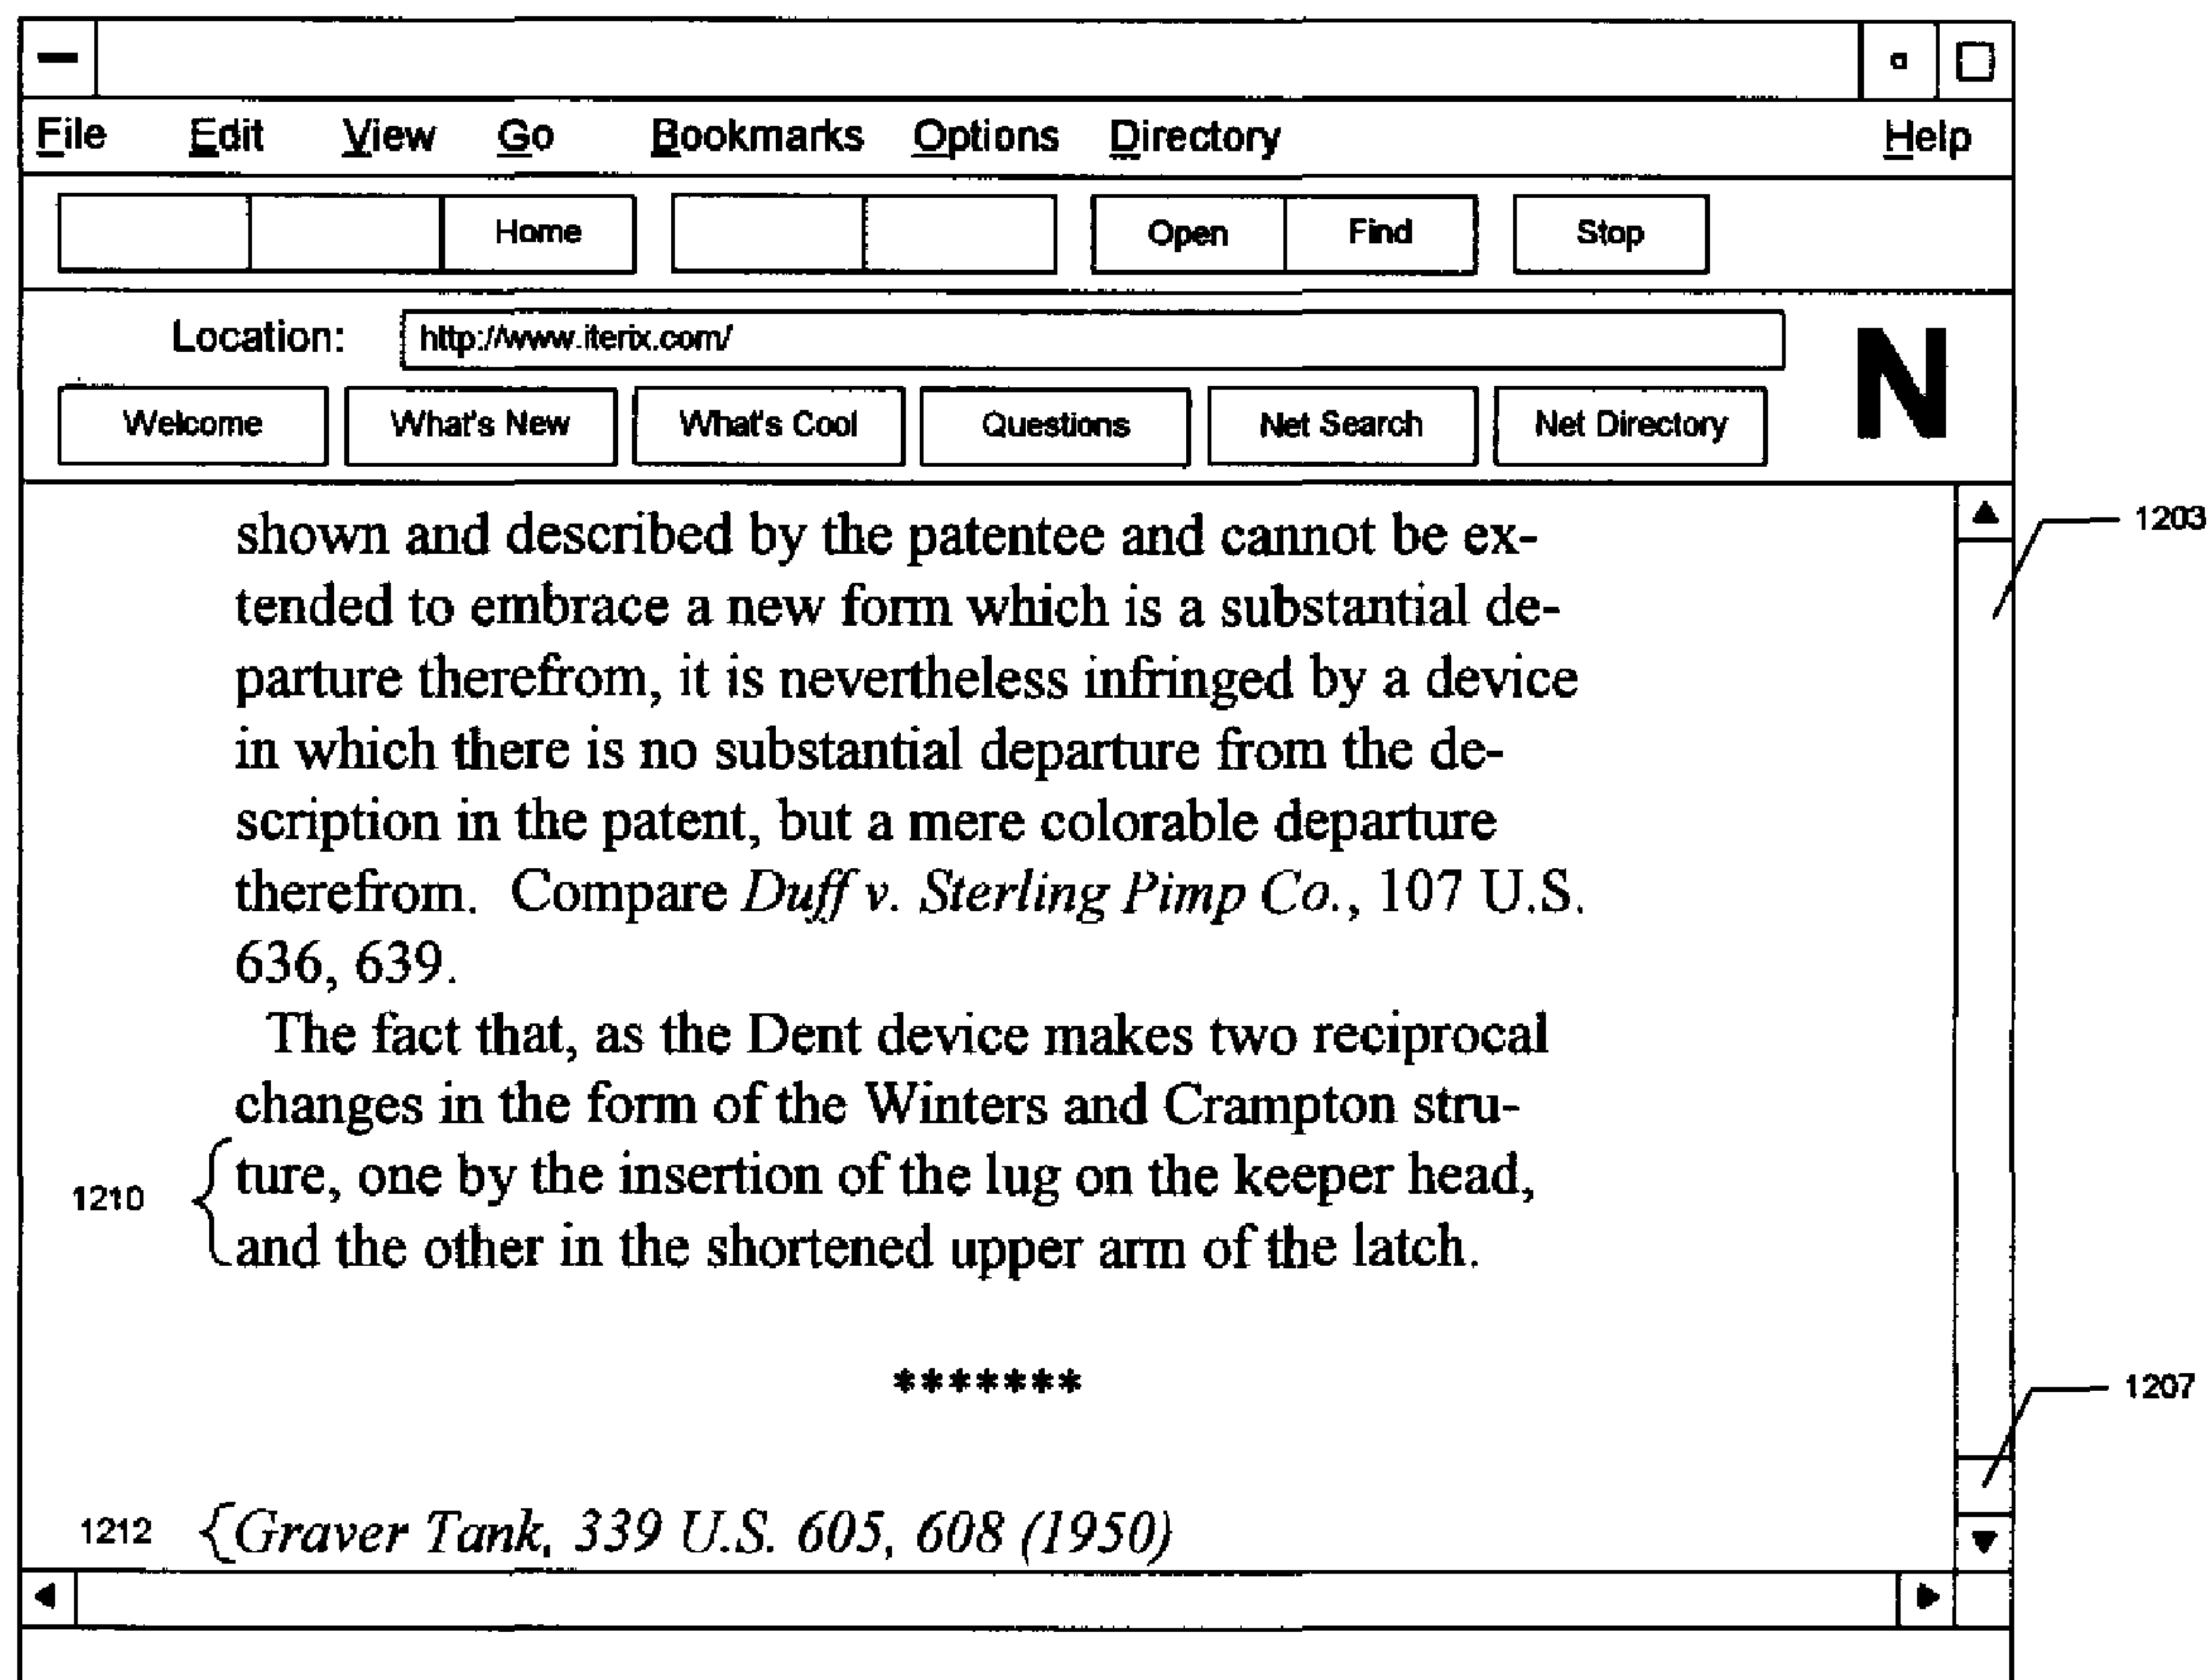 File Edit View Go Bookmarks Options Directory Help
Home Open Find Stop
Location: http://www.iterix.com/
N
Welcome What's New What's Cool Questions Net Search Net Directory
shown and described by the patentee and cannot be ex-
1203
tended to embrace a new form which is a substantial de-
parture therefrom, it is nevertheless infringed by a device
in which there is no substantial departure from the de-
scription in the patent, but a mere colorable departure
therefrom. Compare Duff v. Sterling Pimp Co., 107 U.S.
636, 639.
The fact that, as the Dent device makes two reciprocal
changes in the form of the Winters and Crampton stru-
1210 ture, one by the insertion of the lug on the keeper head,
and the other in the shortened upper arm of the latch.
*******
1207
1212 {Graver Tank, 339 U.S. 605, 608 (1950)